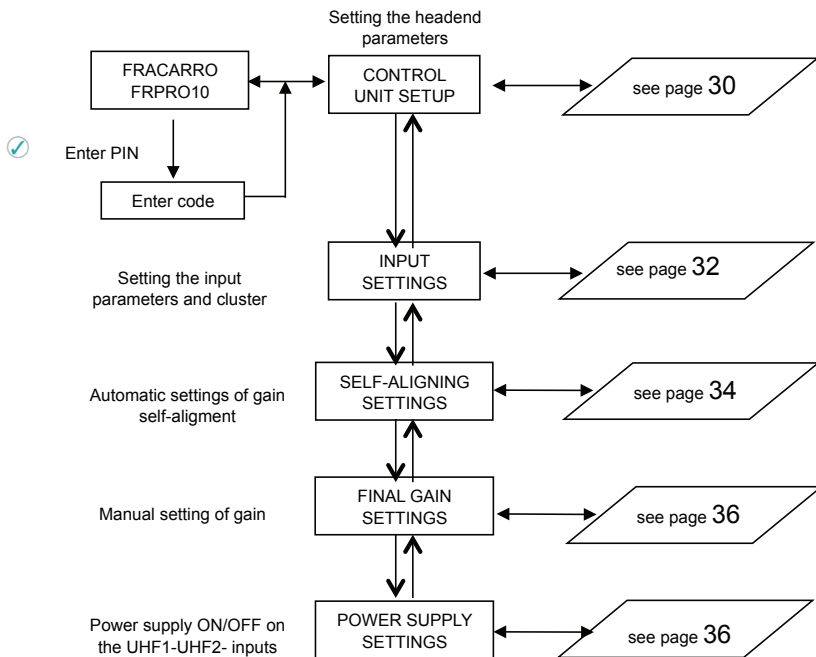 Setting the headend
parameters
FRACARRO
FRPRO10
CONTROL
UNIT SETUP
see page 30
Enter PIN
Enter code
Setting the input
parameters and cluster
INPUT
SETTINGS
see page 32
Automatic settings of gain
self-aligment
SELF-ALIGNING
SETTINGS
see page 34
Manual setting of gain
FINAL GAIN
SETTINGS
see page 36
Power supply ON/OFF on
the UHF1-UHF2- inputs
POWER SUPPLY
SETTINGS
see page 36